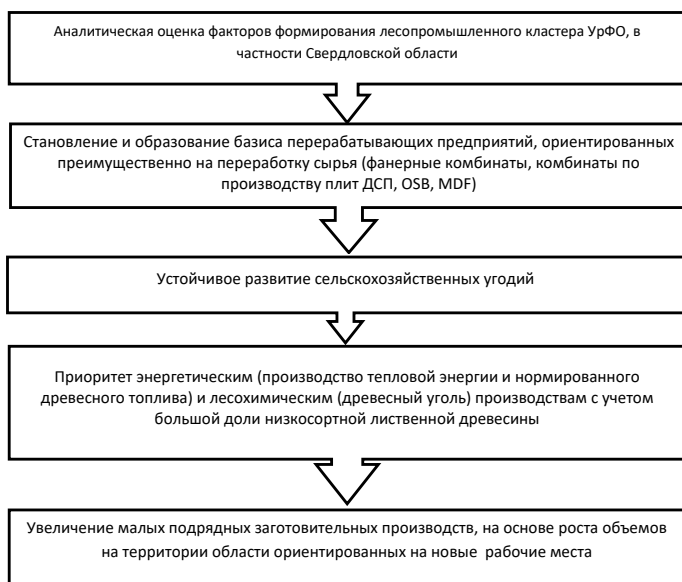 Аналитическая оценка факторов формирования лесопромышленного кластера УрФО, в
частности Свердловской области
Становление и образование базиса перерабатывающих предприятий, ориентированных
преимущественно на переработку сырья (фанерные комбинаты, комбинаты по
производству плит ДСП, OSB, MDF)
Устойчивое развитие сельскохозяйственных угодий
Приоритет энергетическим (производство тепловой энергии и нормированного
древесного топлива) и лесохимическим (древесный уголь) производствам с учетом
большой доли низкосортной лиственной древесины
Увеличение малых подрядных заготовительных производств, на основе роста объемов
на территории области ориентированных на новые рабочие места